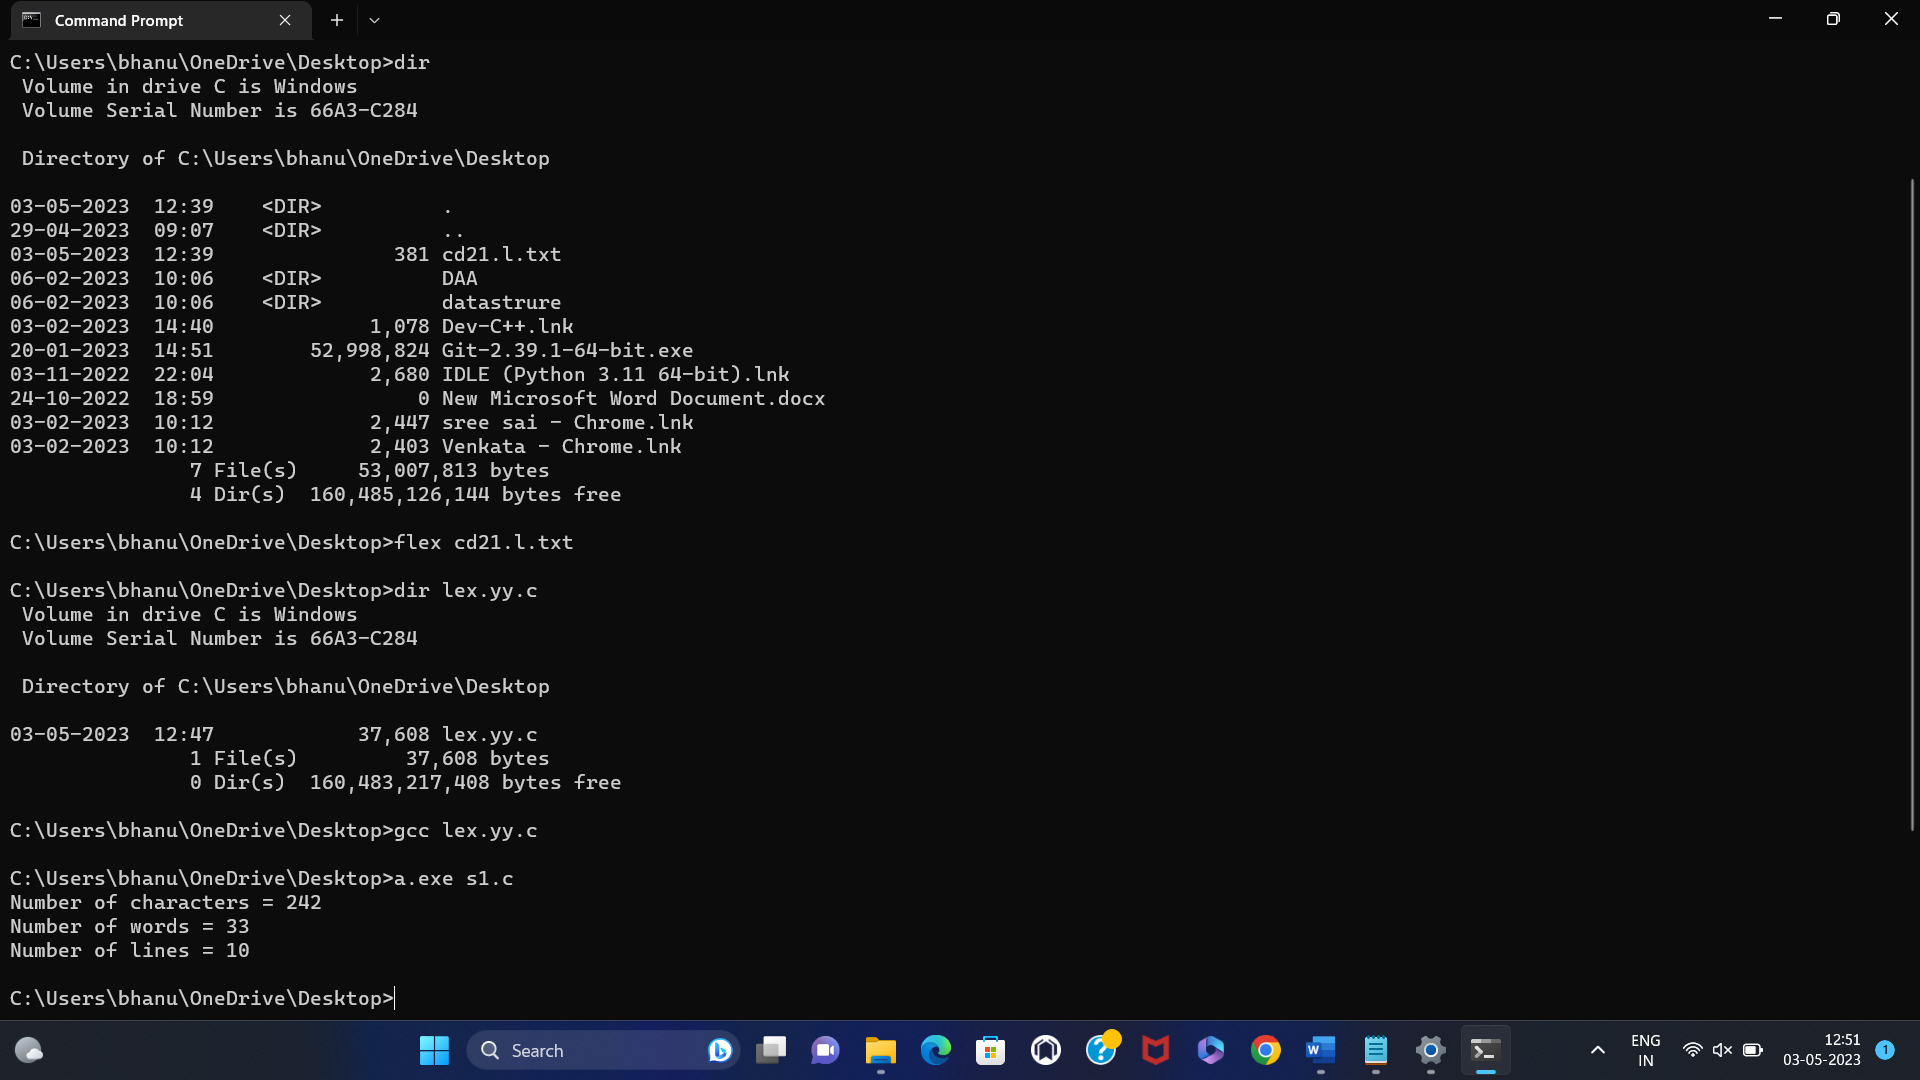 Command Prompt
C:\Users\bhanu\OneDrive\Desktop>dir
 Volume in drive C is Windows
 Volume Serial Number is 66A3-C284

 Directory of C:\Users\bhanu\OneDrive\Desktop

03-05-2023  12:39    <DIR>          .
29-04-2023  09:07    <DIR>          ..
03-05-2023  12:39               381 cd21.l.txt
06-02-2023  10:06    <DIR>          DAA
06-02-2023  10:06    <DIR>          datastrure
03-02-2023  14:40             1,078 Dev-C++.lnk
20-01-2023  14:51        52,998,824 Git-2.39.1-64-bit.exe
03-11-2022  22:04             2,680 IDLE (Python 3.11 64-bit).lnk
24-10-2022  18:59                 0 New Microsoft Word Document.docx
03-02-2023  10:12             2,447 sree sai - Chrome.lnk
03-02-2023  10:12             2,403 Venkata - Chrome.lnk
               7 File(s)     53,007,813 bytes
               4 Dir(s)  160,485,126,144 bytes free

C:\Users\bhanu\OneDrive\Desktop>flex cd21.l.txt

C:\Users\bhanu\OneDrive\Desktop>dir lex.yy.c
 Volume in drive C is Windows
 Volume Serial Number is 66A3-C284

 Directory of C:\Users\bhanu\OneDrive\Desktop

03-05-2023  12:47            37,608 lex.yy.c
               1 File(s)         37,608 bytes
               0 Dir(s)  160,483,217,408 bytes free

C:\Users\bhanu\OneDrive\Desktop>gcc lex.yy.c

C:\Users\bhanu\OneDrive\Desktop>a.exe s1.c
Number of characters = 242
Number of words = 33
Number of lines = 10

C:\Users\bhanu\OneDrive\Desktop>
Search
ENG
IN
12:51
03-05-2023
1